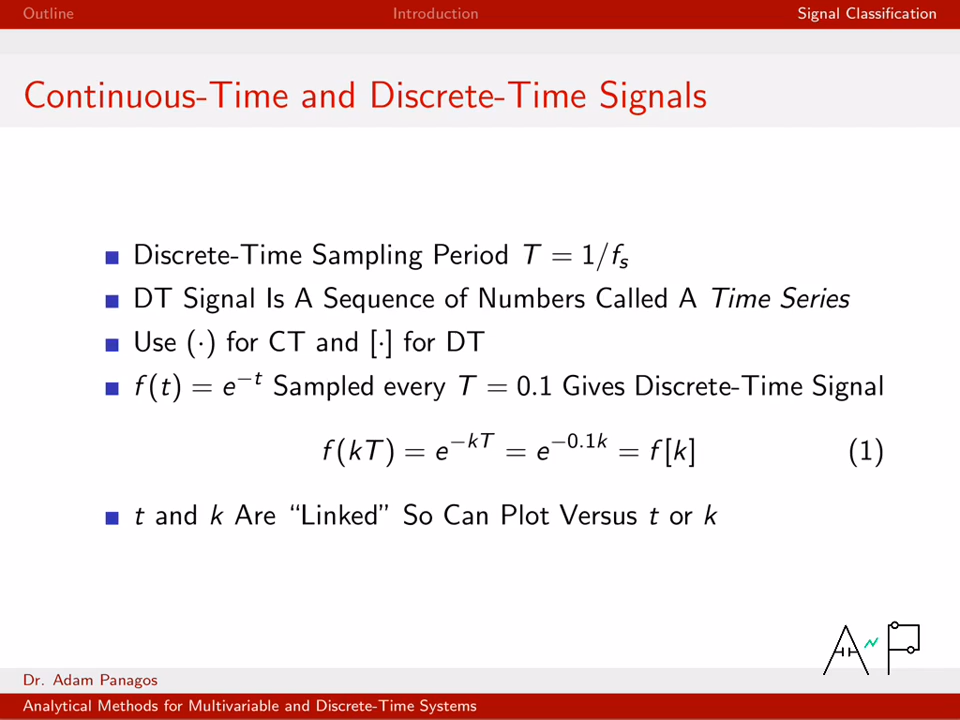 Outline Introduction Signal Classification
Continuous-Time and Discrete-Time Signals
Discrete-Time Sampling Period T = 1/fₛ
DT Signal Is A Sequence of Numbers Called A Time Series
Use (·) for CT and [·] for DT
f(t) = e⁻ᵗ Sampled every T = 0.1 Gives Discrete-Time Signal
f(kT) = e^{−kT} = e^{−0.1k} = f[k] (1)
t and k Are “Linked” So Can Plot Versus t or k
AP
Dr. Adam Panagos
Analytical Methods for Multivariable and Discrete-Time Systems